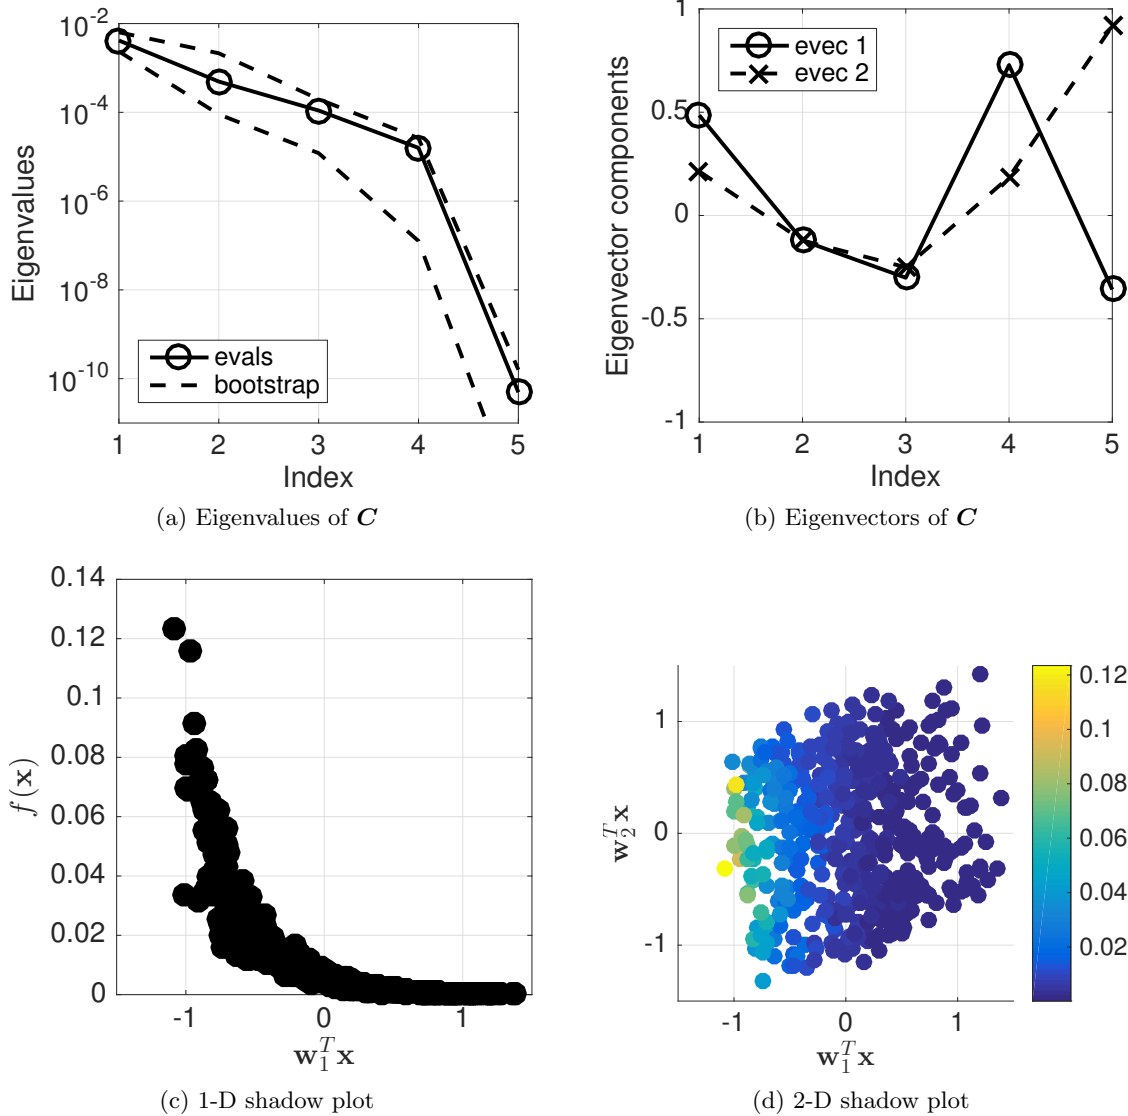 10^-2
10^-4
10^-6
10^-8
10^-10
Eigenvalues
evals
bootstrap
1 2 3 4 5
Index
(a) Eigenvalues of C
1
0.5
0
-0.5
-1
Eigenvector components
evec 1
evec 2
1 2 3 4 5
Index
(b) Eigenvectors of C
0.14
0.12
0.1
0.08
0.06
0.04
0.02
0
f(x)
-1 0 1
w_1^T x
(c) 1-D shadow plot
1
0
-1
w_2^T x
-1 0 1
w_1^T x
0.12
0.1
0.08
0.06
0.04
0.02
(d) 2-D shadow plot